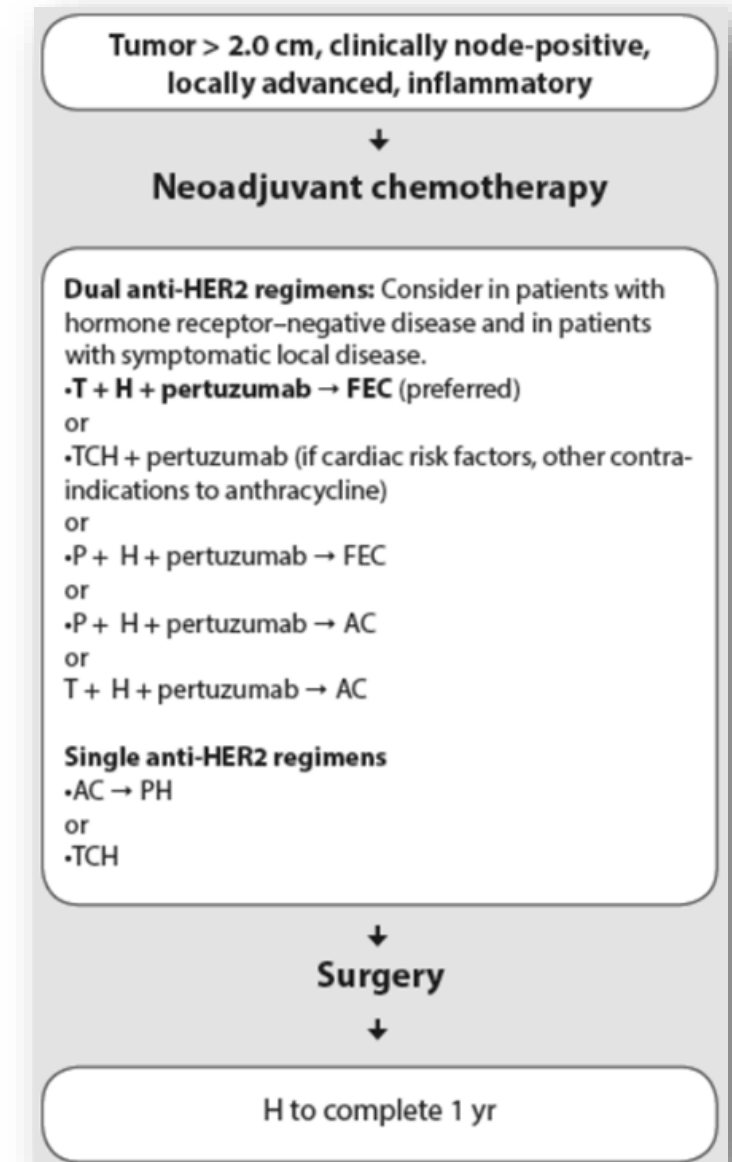 Tumor > 2.0 cm, clinically node-positive,
locally advanced, inflammatory
↓
Neoadjuvant chemotherapy
Dual anti-HER2 regimens: Consider in patients with
hormone receptor–negative disease and in patients
with symptomatic local disease.
•T + H + pertuzumab → FEC (preferred)
or
•TCH + pertuzumab (if cardiac risk factors, other contra-
indications to anthracycline)
or
•P + H + pertuzumab → FEC
or
•P + H + pertuzumab → AC
or
T + H + pertuzumab → AC
Single anti-HER2 regimens
•AC → PH
or
•TCH
↓
Surgery
↓
H to complete 1 yr